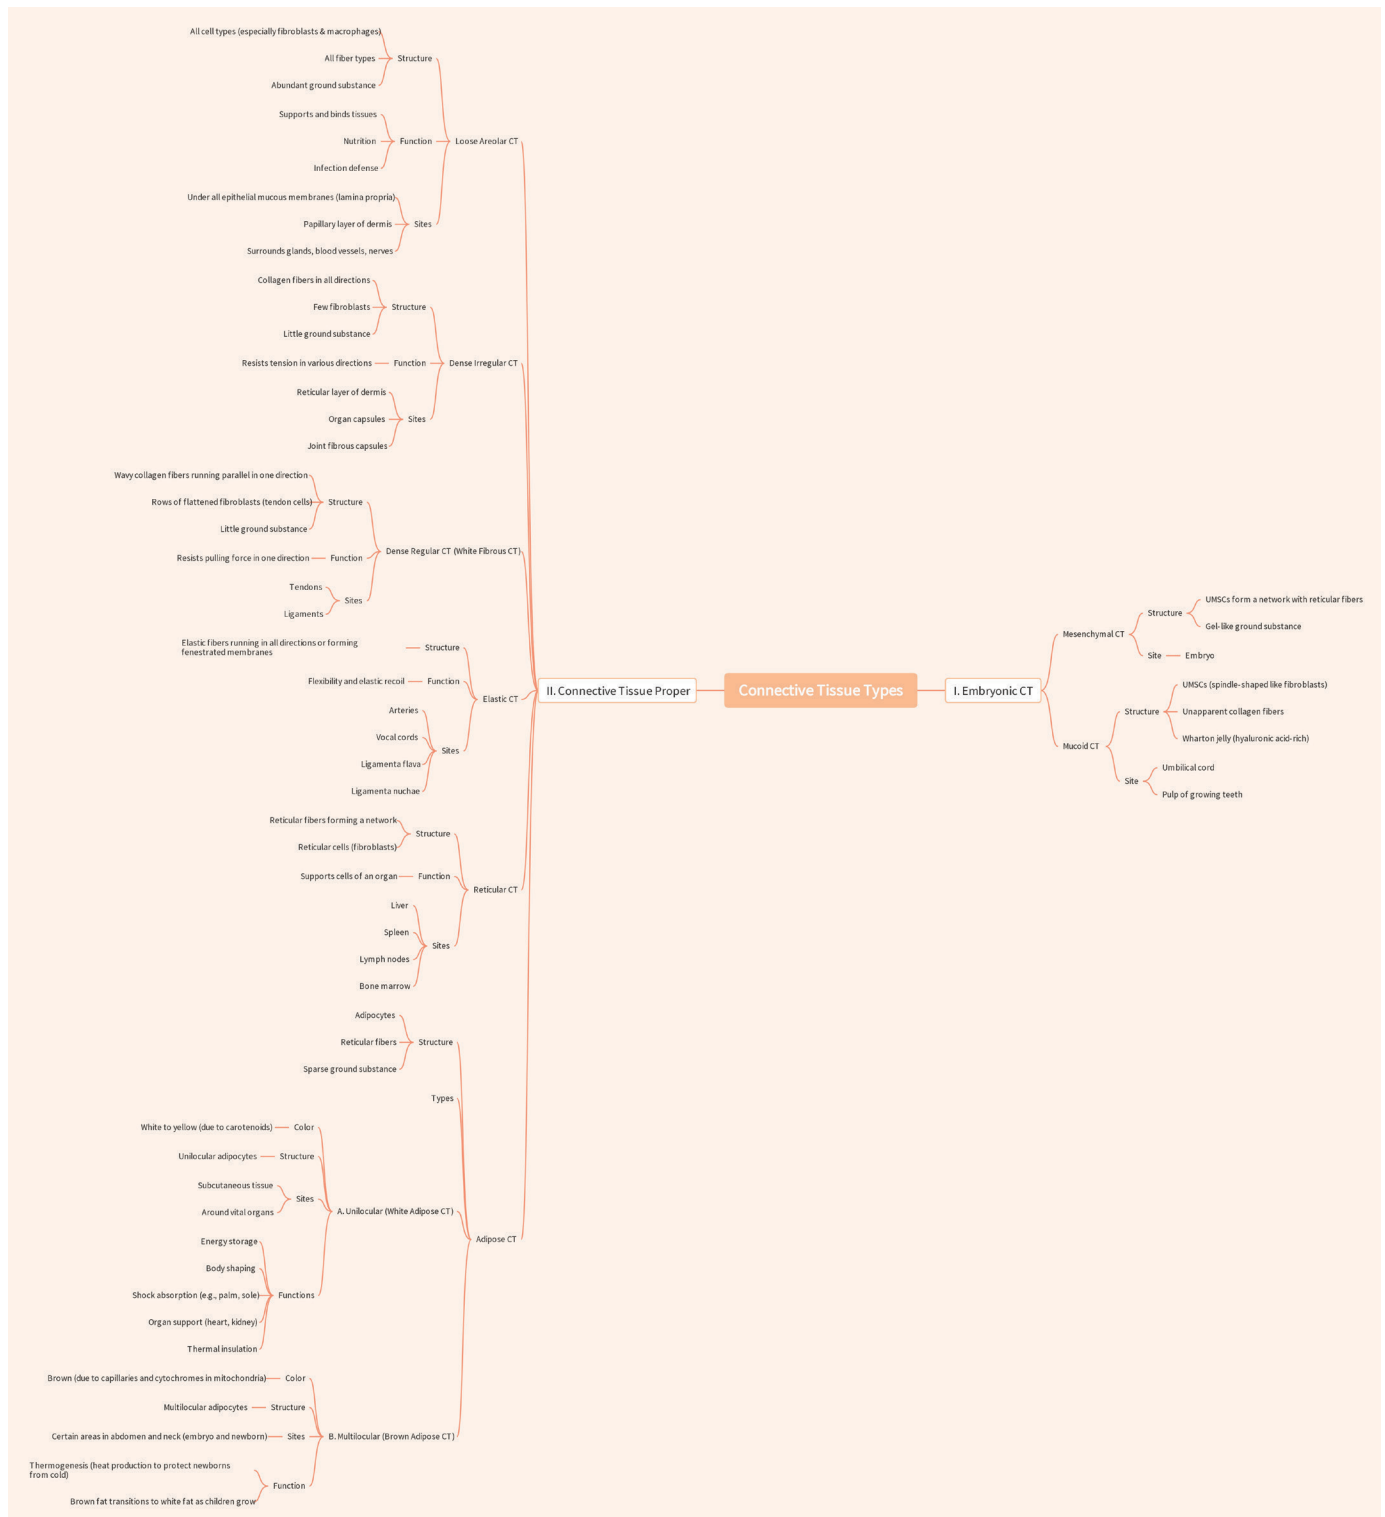 Connective Tissue Types
I. Embryonic CT
Mesenchymal CT
Structure
UMSCs form a network with reticular fibers
Gel-like ground substance
Site
Embryo
Mucoid CT
Structure
UMSCs (spindle-shaped like fibroblasts)
Unapparent collagen fibers
Wharton jelly (hyaluronic acid-rich)
Site
Umbilical cord
Pulp of growing teeth
II. Connective Tissue Proper
Loose Areolar CT
Structure
All cell types (especially fibroblasts & macrophages)
All fiber types
Abundant ground substance
Function
Supports and binds tissues
Nutrition
Infection defense
Sites
Under all epithelial mucous membranes (lamina propria)
Papillary layer of dermis
Surrounds glands, blood vessels, nerves
Dense Irregular CT
Structure
Collagen fibers in all directions
Few fibroblasts
Little ground substance
Function
Resists tension in various directions
Sites
Reticular layer of dermis
Organ capsules
Joint fibrous capsules
Dense Regular CT (White Fibrous CT)
Structure
Wavy collagen fibers running parallel in one direction
Rows of flattened fibroblasts (tendon cells)
Little ground substance
Function
Resists pulling force in one direction
Sites
Tendons
Ligaments
Elastic CT
Structure
Elastic fibers running in all directions or forming
fenestrated membranes
Function
Flexibility and elastic recoil
Sites
Arteries
Vocal cords
Ligamenta flava
Ligamenta nuchae
Reticular CT
Structure
Reticular fibers forming a network
Reticular cells (fibroblasts)
Function
Supports cells of an organ
Sites
Liver
Spleen
Lymph nodes
Bone marrow
Adipose CT
Structure
Adipocytes
Reticular fibers
Sparse ground substance
Types
A. Unilocular (White Adipose CT)
Color
White to yellow (due to carotenoids)
Structure
Unilocular adipocytes
Sites
Subcutaneous tissue
Around vital organs
Functions
Energy storage
Body shaping
Shock absorption (e.g., palm, sole)
Organ support (heart, kidney)
Thermal insulation
B. Multilocular (Brown Adipose CT)
Color
Brown (due to capillaries and cytochromes in mitochondria)
Structure
Multilocular adipocytes
Sites
Certain areas in abdomen and neck (embryo and newborn)
Function
Thermogenesis (heat production to protect newborns
from cold)
Brown fat transitions to white fat as children grow